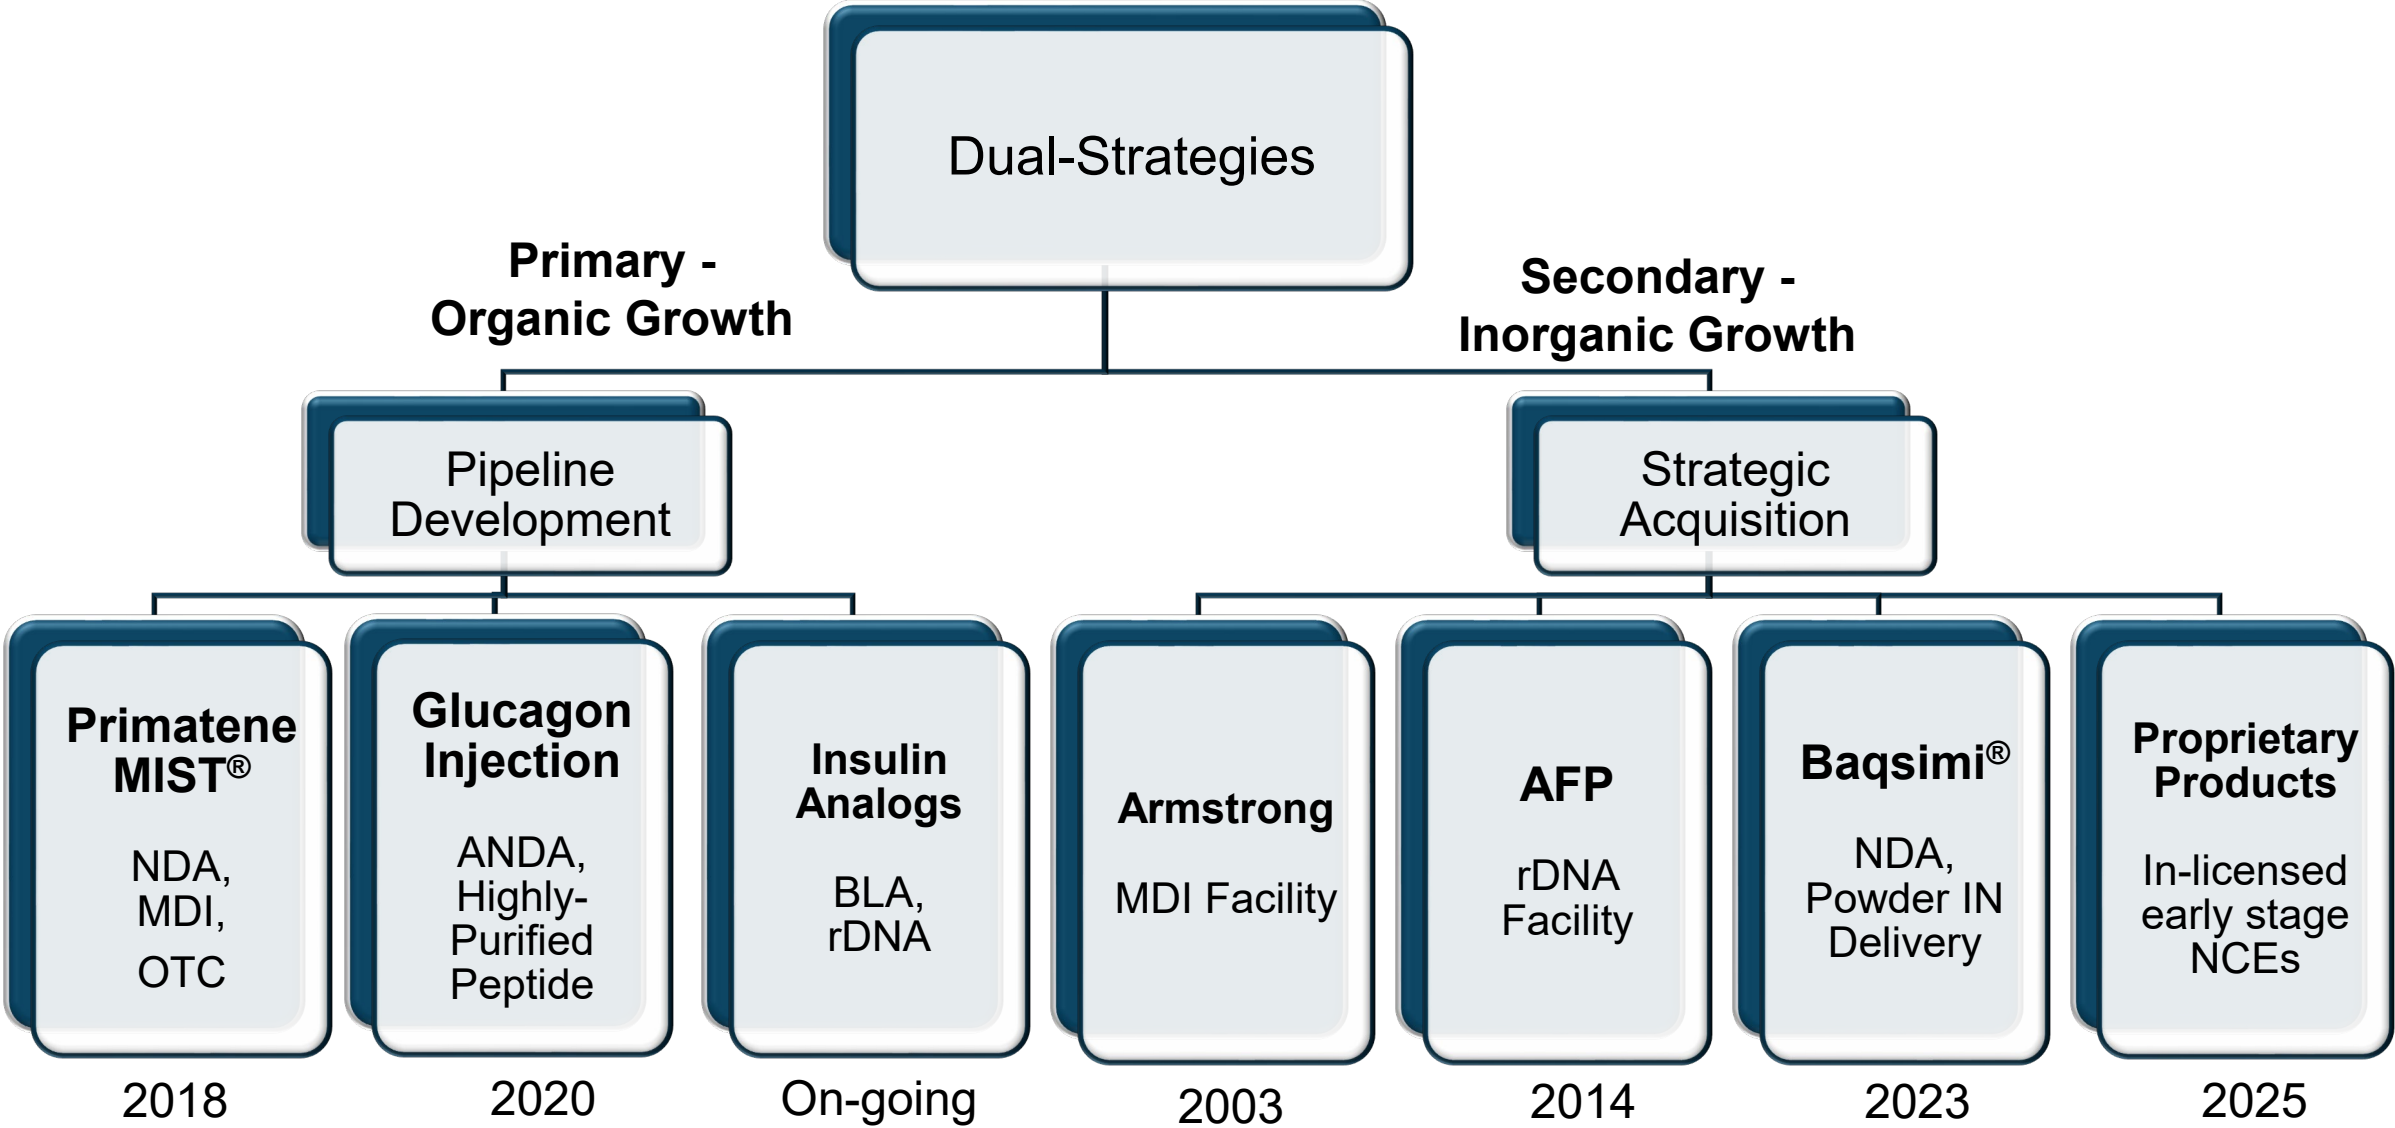 Dual-Strategies
Primary -
Organic Growth
Secondary -
Inorganic Growth
Pipeline
Development
Strategic
Acquisition
Primatene
MIST®
NDA,
MDI,
OTC
2018
Glucagon
Injection
ANDA,
Highly-
Purified
Peptide
2020
Insulin
Analogs
BLA,
rDNA
On-going
Armstrong
MDI Facility
2003
AFP
rDNA
Facility
2014
Baqsimi®
NDA,
Powder IN
Delivery
2023
Proprietary
Products
In-licensed
early stage
NCEs
2025